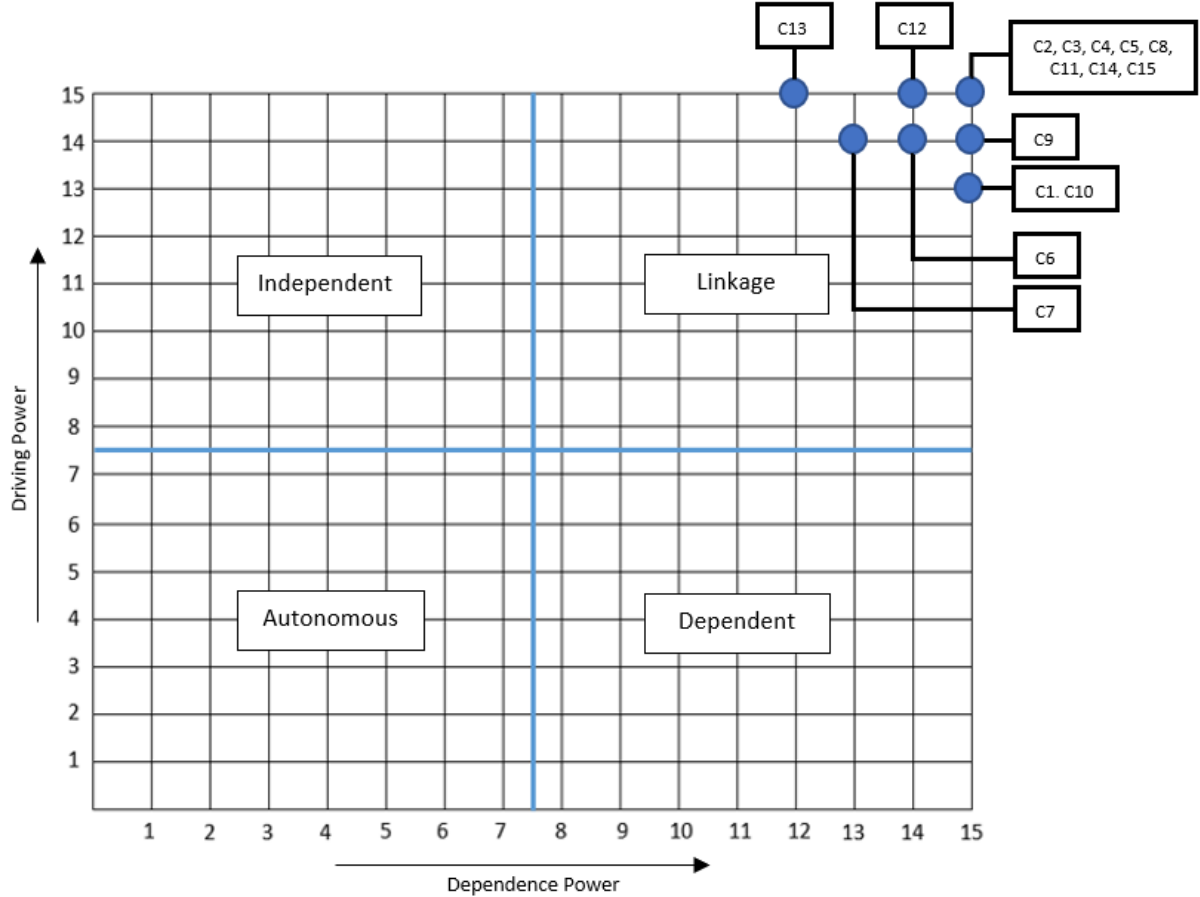 C13
C12
C2, C3, C4, C5, C8,
C11, C14, C15
15
14
C9
13
C1. C10
12
C6
11
Independent
Linkage
C7
10
9
8
7
6
5
4
Autonomous
Dependent
3
2
1
Driving Power
1 2 3 4 5 6 7 8 9 10 11 12 13 14 15
Dependence Power